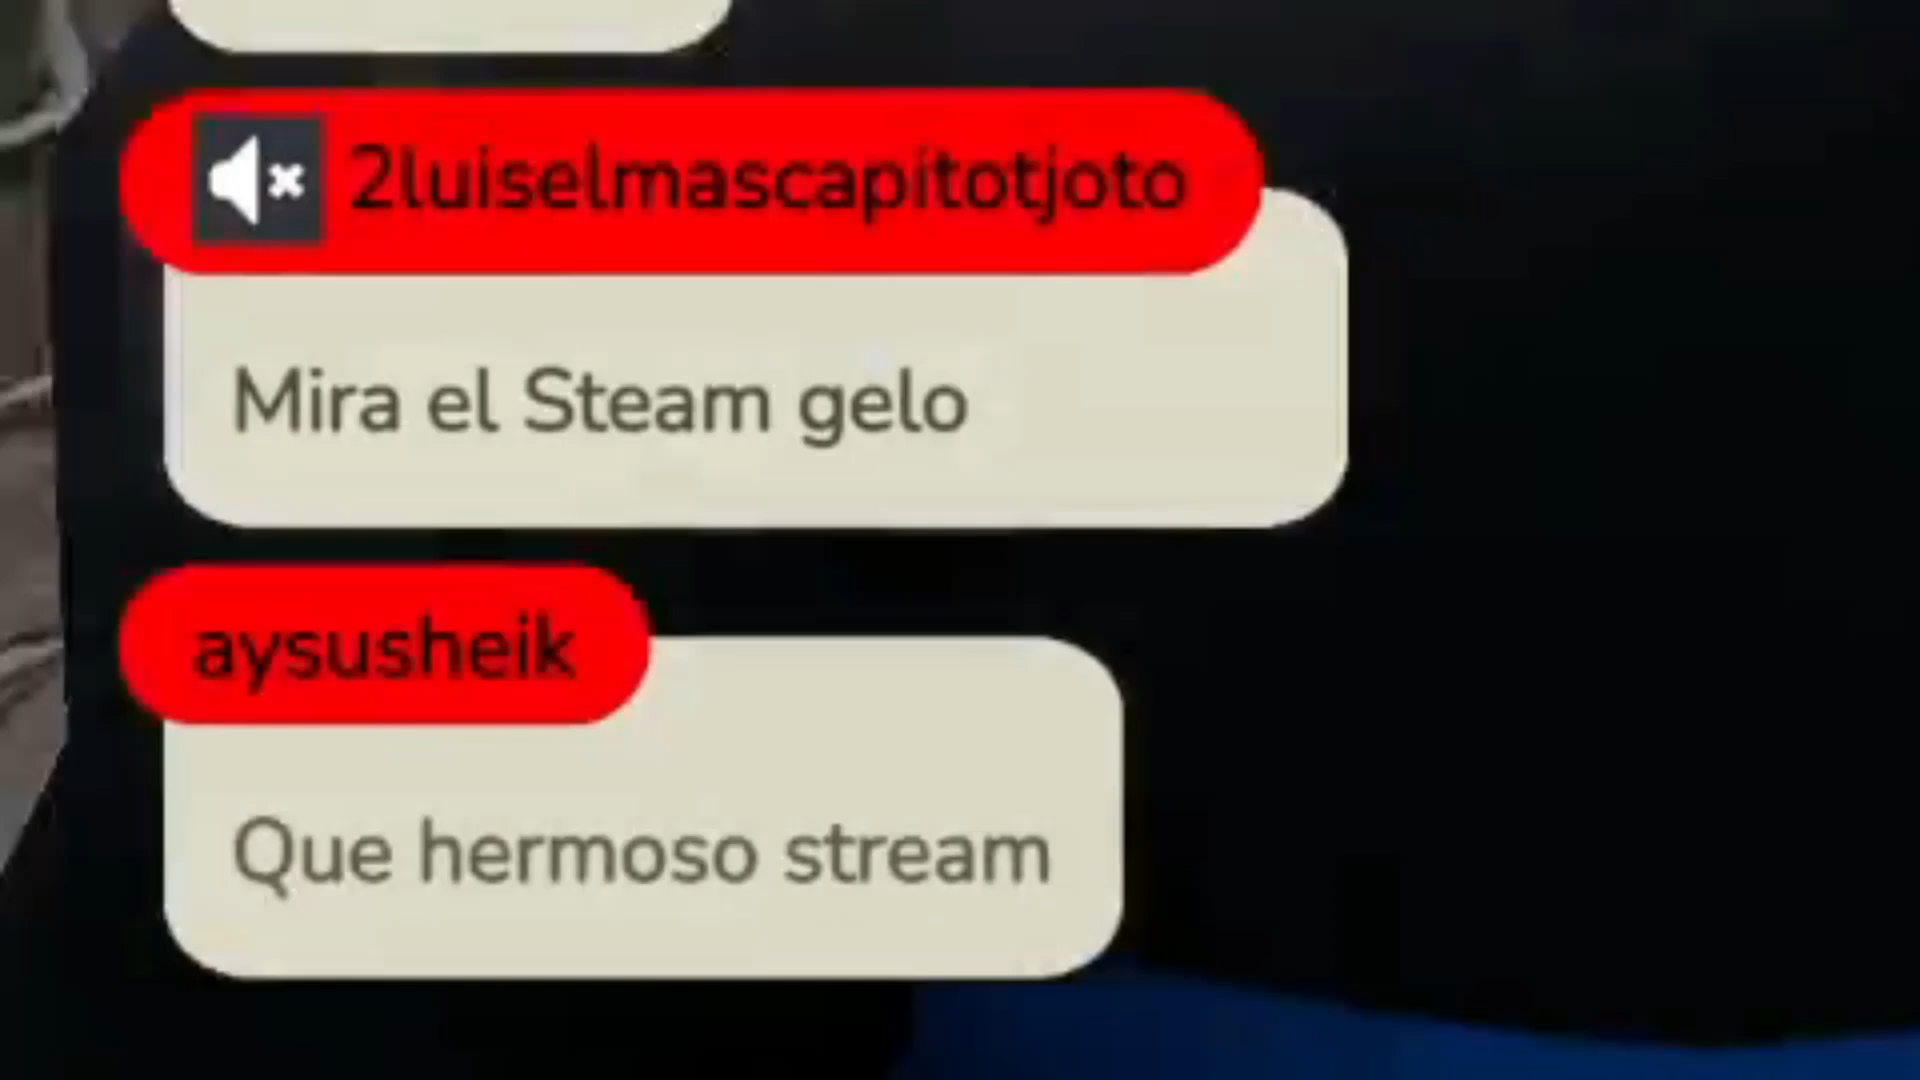 2luiselmascapitotjoto
Mira el Steam gelo
aysusheik
Que hermoso stream